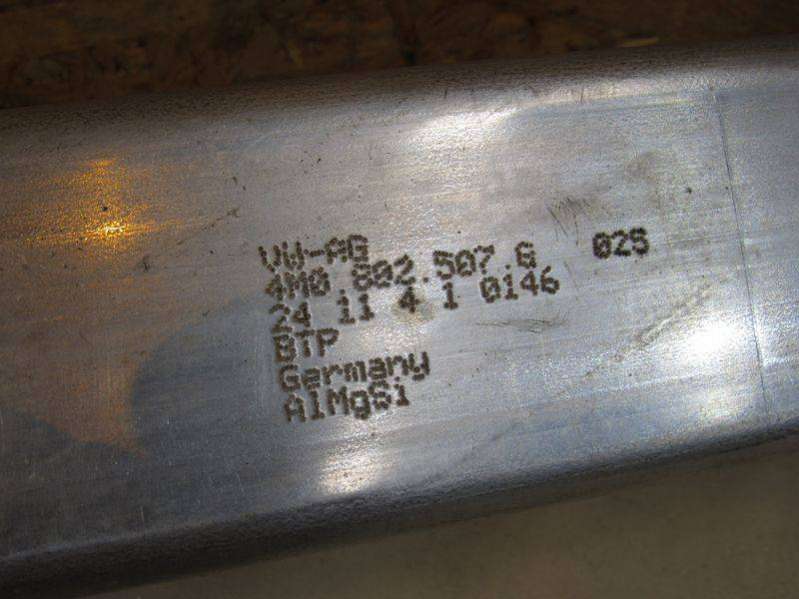 VW-AG
4M0 802.507.G 02S
24 11 4 1 0146
BTP
Germany
AlMgSi